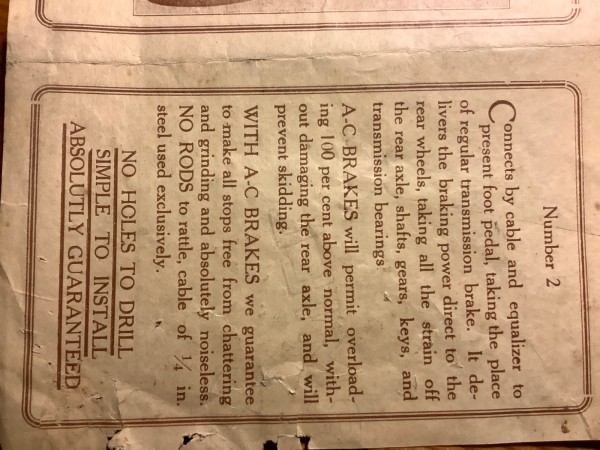 Number 2
Connects by cable and equalizer to
present foot pedal, taking the place
of regular transmission brake. It de-
livers the braking power direct to the
rear wheels, taking all the strain off
the rear axle, shafts, gears, keys, and
transmission bearings.
A-C BRAKES will permit overload-
ing 100 per cent above normal, with-
out damaging the rear axle, and will
prevent skidding.
WITH A-C BRAKES we guarantee
to make all stops free from chattering
and grinding and absolutely noiseless.
NO RODS to rattle, cable of 1/4 in.
steel used exclusively.
NO HOLES TO DRILL
SIMPLE TO INSTALL
ABSOLUTLY GUARANTEED